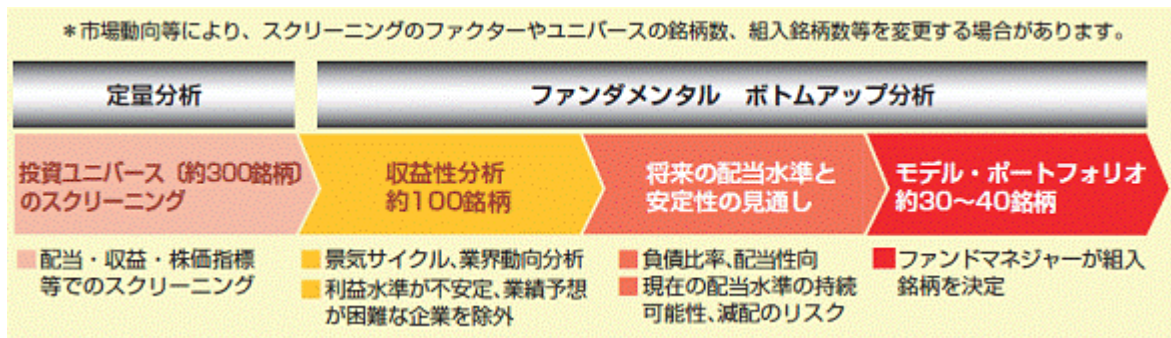 *市場動向等により、スクリーニングのファクターやユニバースの銘柄数、組入銘柄数等を変更する場合があります。
定量分析
ファンダメンタル ボトムアップ分析
投資ユニバース（約300銘柄）
のスクリーニング
収益性分析
約100銘柄
将来の配当水準と
安定性の見通し
モデル・ポートフォリオ
約30〜40銘柄
配当・収益・株価指標
等でのスクリーニング
景気サイクル、業界動向分析
利益水準が不安定、業績予想
が困難な企業を除外
負債比率、配当性向
現在の配当水準の持続
可能性、減配のリスク
ファンドマネジャーが組入
銘柄を決定